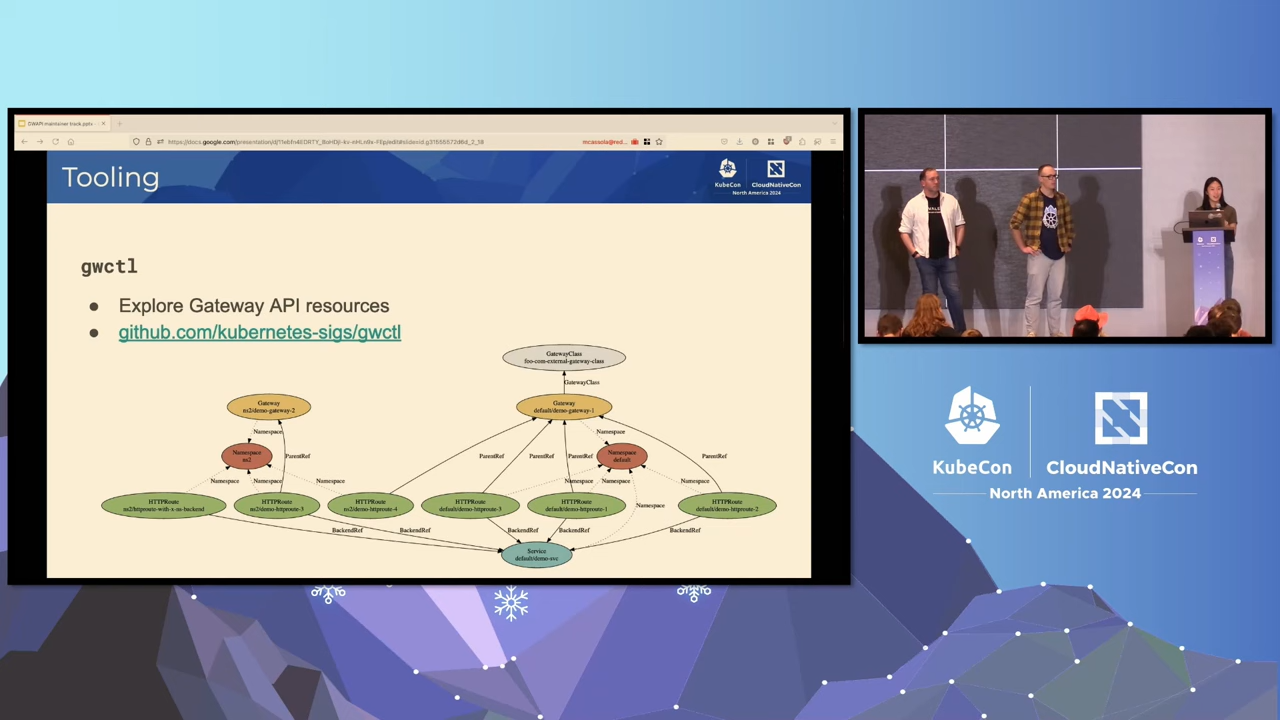 GWAPI maintainer track.pptx
Tooling
KubeCon
CloudNativeCon
North America 2024
gwctl
Explore Gateway API resources
github.com/kubernetes-sigs/gwctl
GatewayClass
foo-com-external-gateway-class
GatewayClass
Gateway
ns2/demo-gateway-2
Gateway
default/demo-gateway-1
Namespace
Namespace
Namespace
ns2
ParentRef
ParentRef
ParentRef
ParentRef
Namespace
default
ParentRef
Namespace
Namespace
Namespace
Namespace
Namespace
Namespace
HTTPRoute
ns2/httproute-with-x-ns-backend
HTTPRoute
ns2/demo-httproute-3
HTTPRoute
ns2/demo-httproute-4
HTTPRoute
default/demo-httproute-3
HTTPRoute
default/demo-httproute-1
Namespace
HTTPRoute
default/demo-httproute-2
BackendRef
BackendRef
BackendRef
BackendRef
BackendRef
Service
default/demo-svc
KubeCon
CloudNativeCon
North America 2024